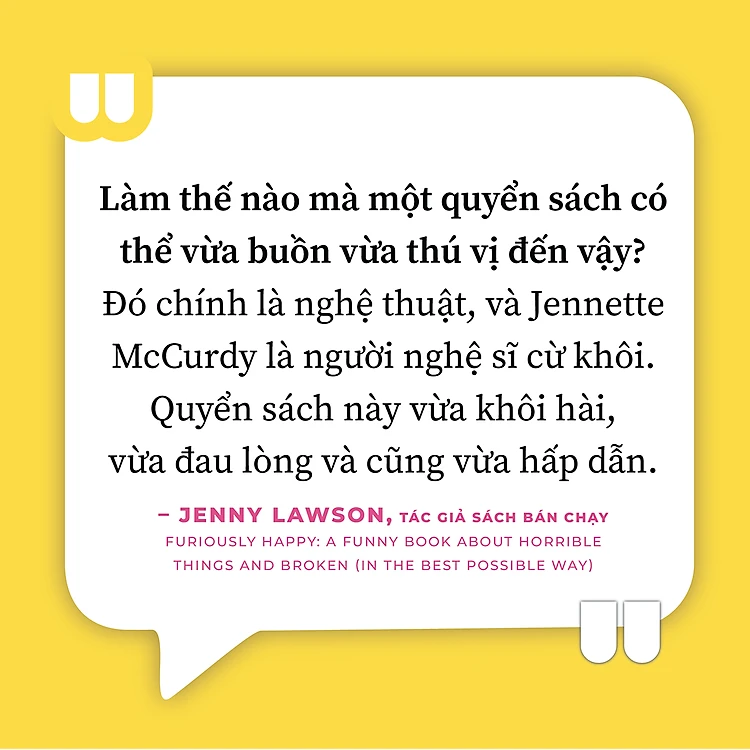 Làm thế nào mà một quyển sách có
thể vừa buồn vừa thú vị đến vậy?
Đó chính là nghệ thuật, và Jennette
McCurdy là người nghệ sĩ cừ khôi.
Quyển sách này vừa khôi hài,
vừa đau lòng và cũng vừa hấp dẫn.
– JENNY LAWSON, TÁC GIẢ SÁCH BÁN CHẠY
FURIOUSLY HAPPY: A FUNNY BOOK ABOUT HORRIBLE
THINGS AND BROKEN (IN THE BEST POSSIBLE WAY)